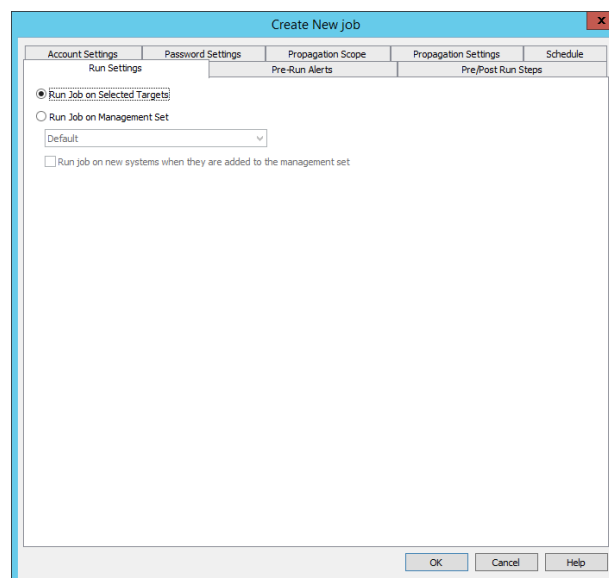 Create New job
x
Account Settings Password Settings Propagation Scope Propagation Settings Schedule
Run Settings Pre-Run Alerts Pre/Post Run Steps
Run Job on Selected Targets
Run Job on Management Set
Default
Run job on new systems when they are added to the management set
OK Cancel Help